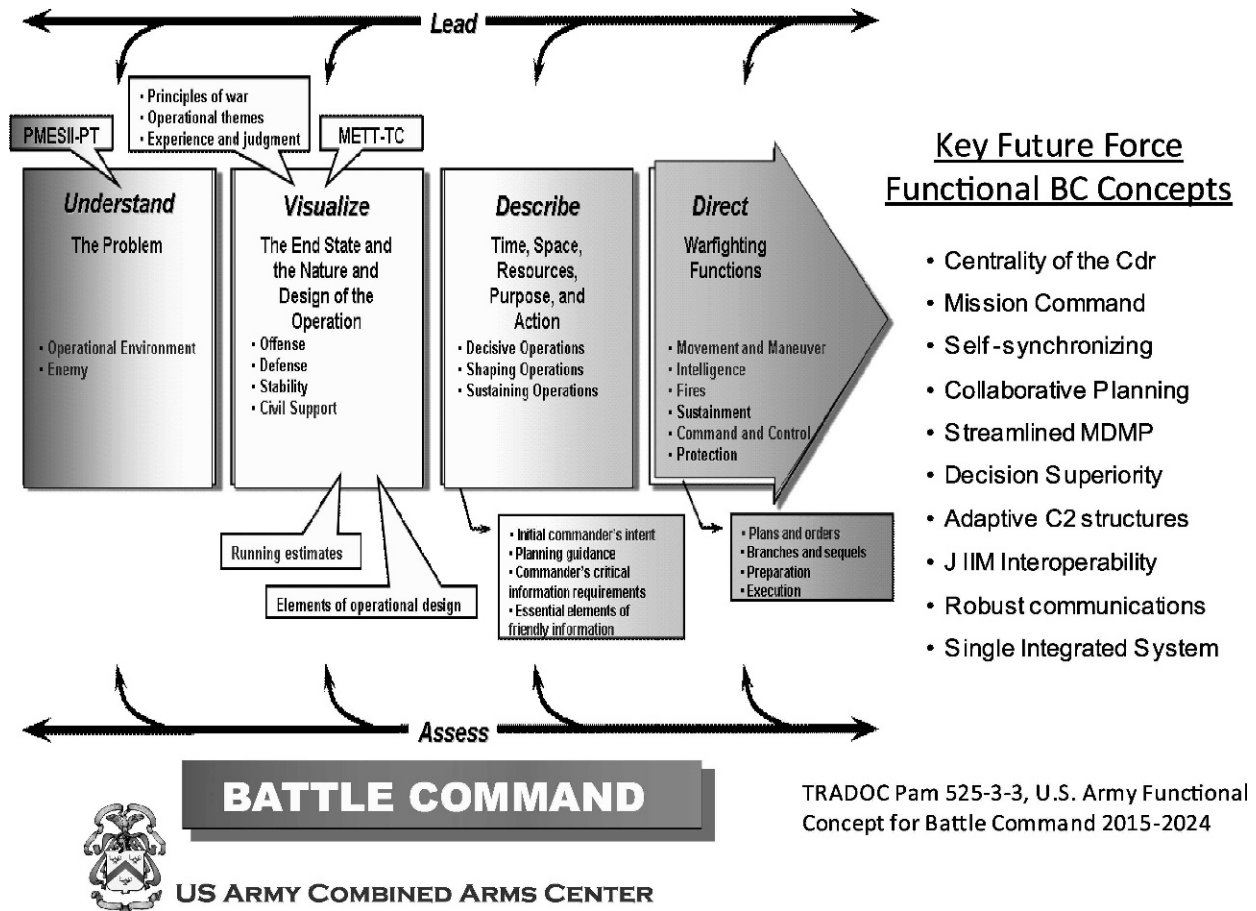 Lead
• Principles of war
• Operational themes
• Experience and judgment
PMESII-PT
METT-TC
Understand
The Problem
• Operational Environment
• Enemy
Visualize
The End State and
the Nature and
Design of the
Operation
• Offense
• Defense
• Stability
• Civil Support
Describe
Time, Space,
Resources,
Purpose, and
Action
• Decisive Operations
• Shaping Operations
• Sustaining Operations
Direct
Warfighting
Functions
• Movement and Maneuver
• Intelligence
• Fires
• Sustainment
• Command and Control
• Protection
Running estimates
Elements of operational design
• Initial commander's intent
• Planning guidance
• Commander's critical
information requirements
• Essential elements of
friendly information
• Plans and orders
• Branches and sequels
• Preparation
• Execution
Assess
Key Future Force
Functional BC Concepts
• Centrality of the Cdr
• Mission Command
• Self-synchronizing
• Collaborative Planning
• Streamlined MDMP
• Decision Superiority
• Adaptive C2 structures
• JIIM Interoperability
• Robust communications
• Single Integrated System
BATTLE COMMAND
TRADOC Pam 525-3-3, U.S. Army Functional
Concept for Battle Command 2015-2024
US ARMY COMBINED ARMS CENTER